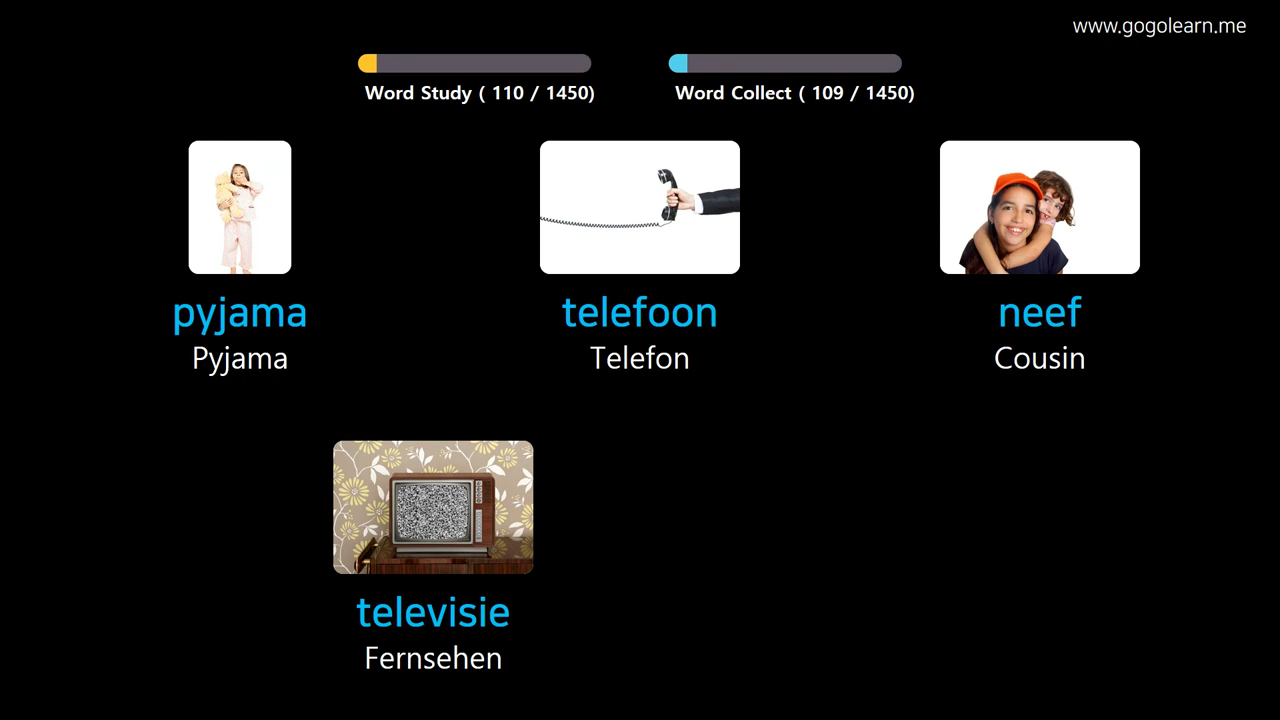 www.gogolearn.me
Word Study ( 110 / 1450)
Word Collect ( 109 / 1450)
pyjama
Pyjama
telefoon
Telefon
neef
Cousin
televisie
Fernsehen